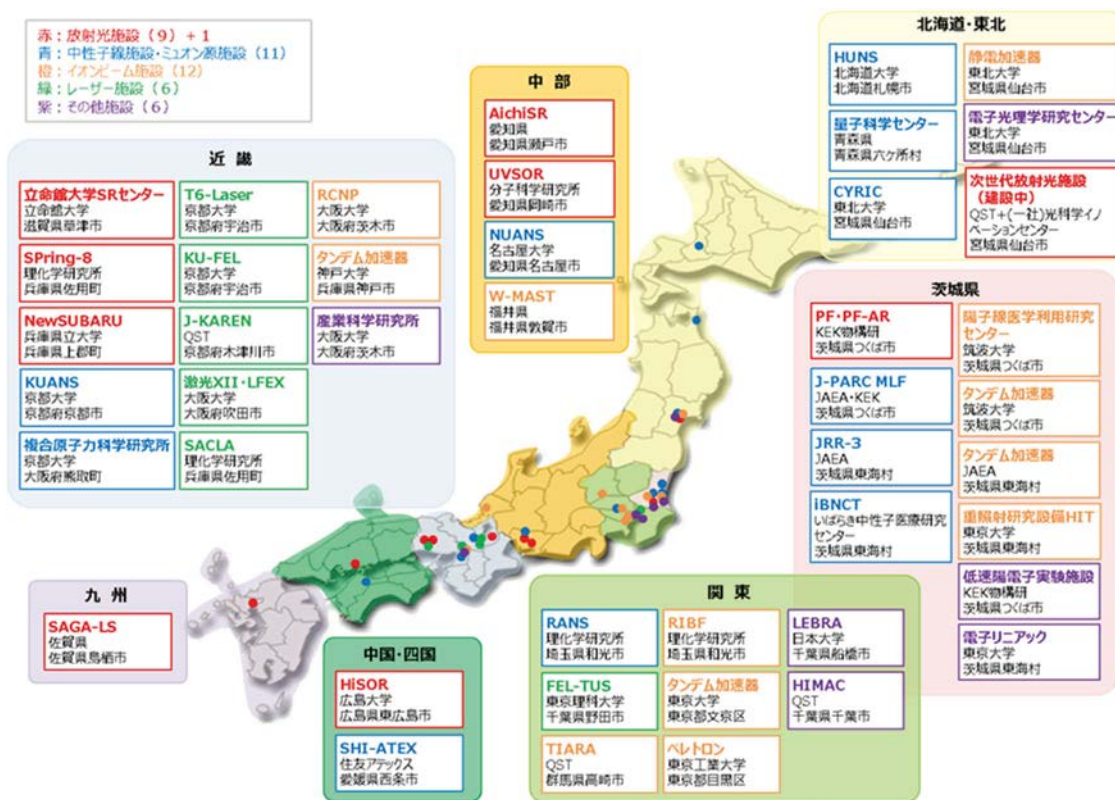 赤：放射光施設（9）＋1
青：中性子線施設・ミュオン源施設（11）
橙：イオンビーム施設（12）
緑：レーザー施設（6）
紫：その他施設（6）
近 畿
立命館大学SRセンター
立命館大学
滋賀県草津市
SPring-8
理化学研究所
兵庫県佐用町
NewSUBARU
兵庫県立大学
兵庫県上郡町
KUANS
京都大学
京都府京都市
複合原子力科学研究所
京都大学
大阪府熊取町
T6-Laser
京都大学
京都府宇治市
KU-FEL
京都大学
京都府宇治市
J-KAREN
QST
京都府木津川市
激光XII・LFEX
大阪大学
大阪府吹田市
SACLA
理化学研究所
兵庫県佐用町
RCNP
大阪大学
大阪府茨木市
タンデム加速器
神戸大学
兵庫県神戸市
産業科学研究所
大阪大学
大阪府茨木市
中 部
AichiSR
愛知県
愛知県瀬戸市
UVSOR
分子科学研究所
愛知県岡崎市
NUANS
名古屋大学
愛知県名古屋市
W-MAST
福井県
福井県敦賀市
北海道・東北
HUNS
北海道大学
北海道札幌市
量子科学センター
青森県
青森県六ケ所村
CYRIC
東北大学
宮城県仙台市
静電加速器
東北大学
宮城県仙台市
電子光理学研究センター
東北大学
宮城県仙台市
次世代放射光施設
（建設中）
QST+(一社)光科学イノ
ベーションセンター
宮城県仙台市
茨城県
PF・PF-AR
KEK物構研
茨城県つくば市
J-PARC MLF
JAEA・KEK
茨城県つくば市
JRR-3
JAEA
茨城県東海村
iBNCT
いばらき中性子医療研究
センター
茨城県東海村
陽子線医学利用研究
センター
筑波大学
茨城県つくば市
タンデム加速器
筑波大学
茨城県つくば市
タンデム加速器
JAEA
茨城県東海村
重照射研究設備HIT
東京大学
茨城県東海村
低速陽電子実験施設
KEK物構研
茨城県つくば市
電子リニアック
東京大学
茨城県東海村
九 州
SAGA-LS
佐賀県
佐賀県鳥栖市
中国・四国
HiSOR
広島大学
広島県東広島市
SHI-ATEX
住友アテックス
愛媛県西条市
関 東
RANS
理化学研究所
埼玉県和光市
FEL-TUS
東京理科大学
千葉県野田市
TIARA
QST
群馬県高崎市
RIBF
理化学研究所
埼玉県和光市
タンデム加速器
東京大学
東京都文京区
ペレトロン
東京工業大学
東京都目黒区
LEBRA
日本大学
千葉県船橋市
HIMAC
QST
千葉県千葉市